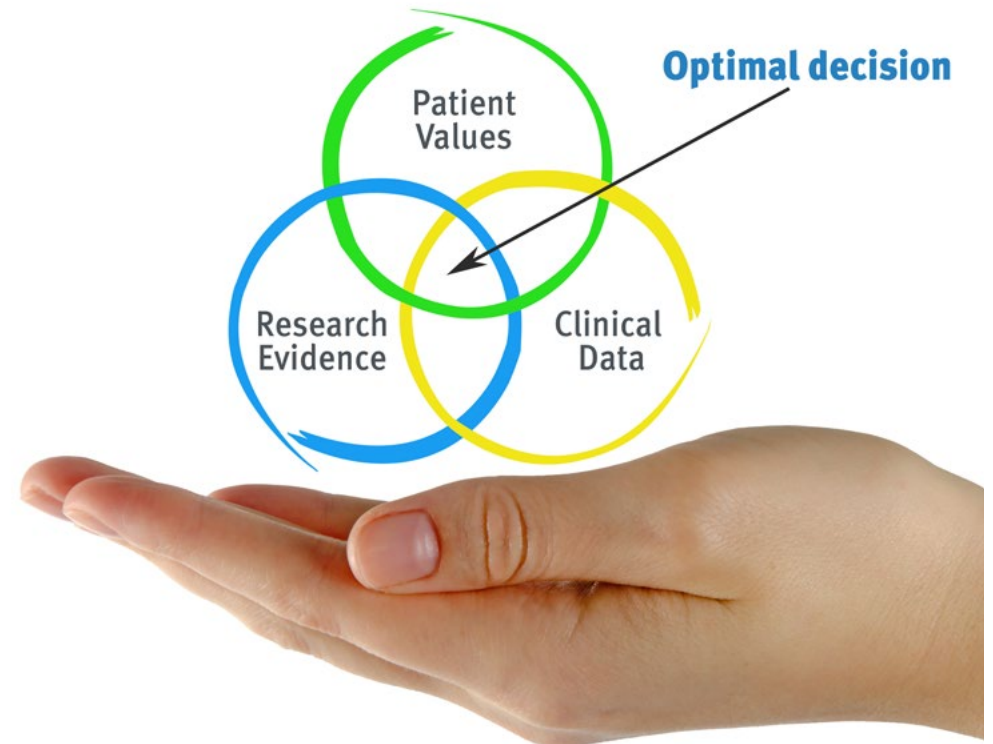 Optimal decision
Patient
Values
Research
Evidence
Clinical
Data